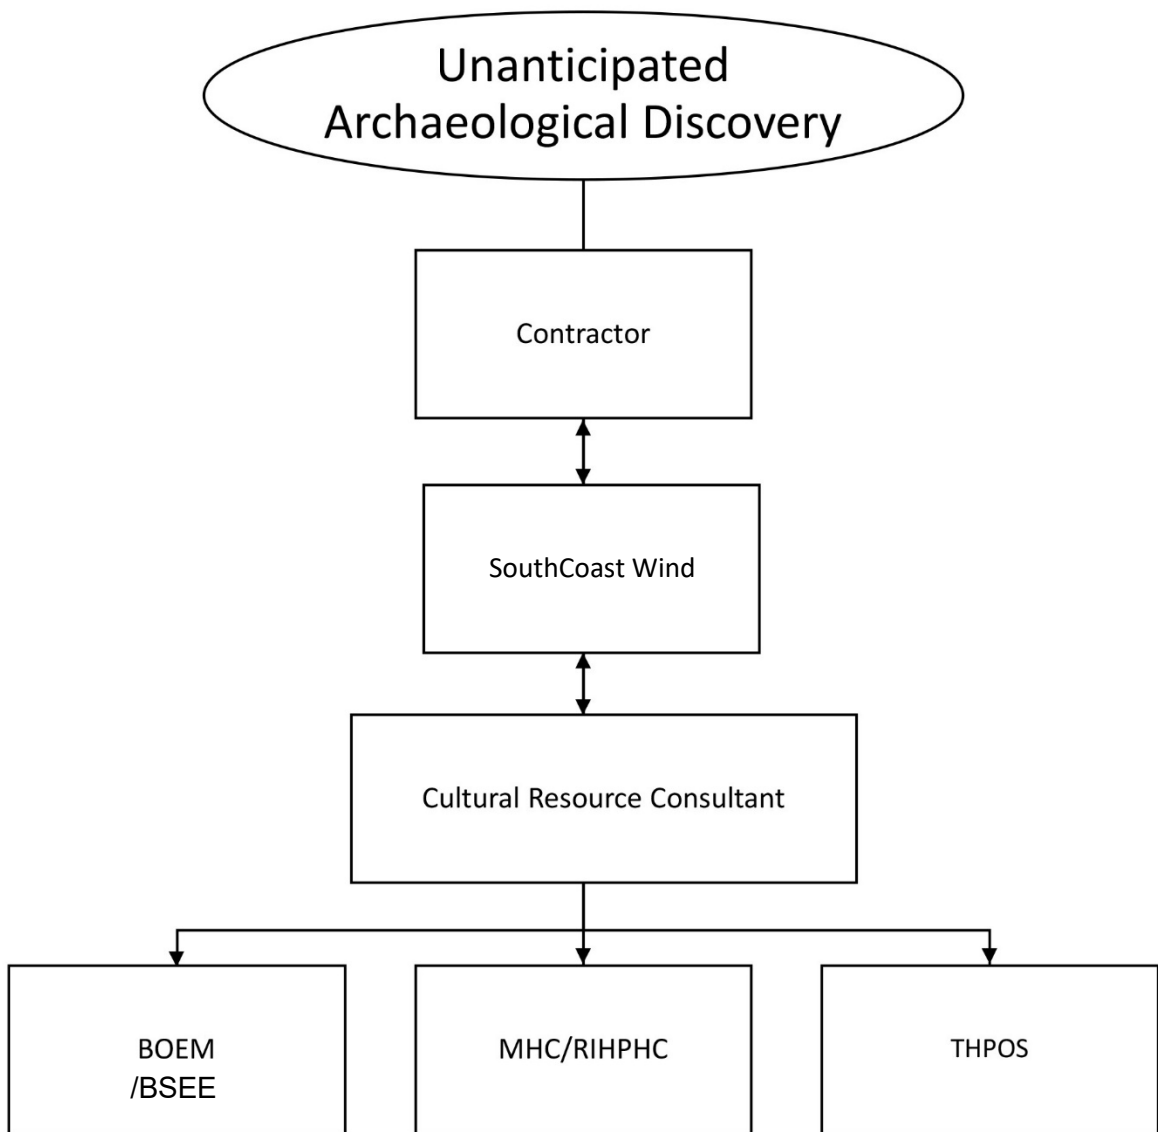 Unanticipated
Archaeological Discovery
Contractor
SouthCoast Wind
Cultural Resource Consultant
BOEM
/BSEE
MHC/RIHPHC
THPOS